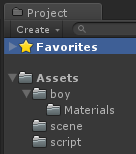 Project
Create
Favorites
Assets
boy
Materials
scene
script